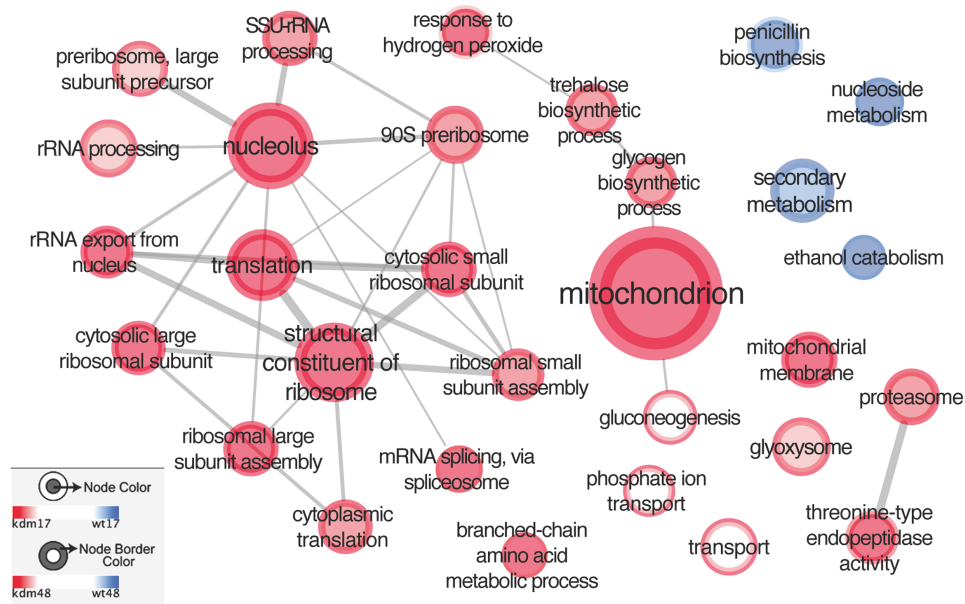 SSU-rRNA
processing
response to
hydrogen peroxide
penicillin
biosynthesis
preribosome, large
subunit precursor
trehalose
biosynthetic
process
nucleoside
metabolism
rRNA processing
nucleolus
90S preribosome
glycogen
biosynthetic
process
secondary
metabolism
rRNA export from
nucleus
translation
cytosolic small
ribosomal subunit
ethanol catabolism
mitochondrion
cytosolic large
ribosomal subunit
structural
constituent of
ribosome
ribosomal small
subunit assembly
mitochondrial
membrane
proteasome
gluconeogenesis
ribosomal large
subunit assembly
mRNA splicing, via
spliceosome
glyoxysome
phosphate ion
transport
cytoplasmic
translation
branched-chain
amino acid
metabolic process
transport
threonine-type
endopeptidase
activity
Node Color
kdm17
wt17
Node Border
Color
kdm48
wt48